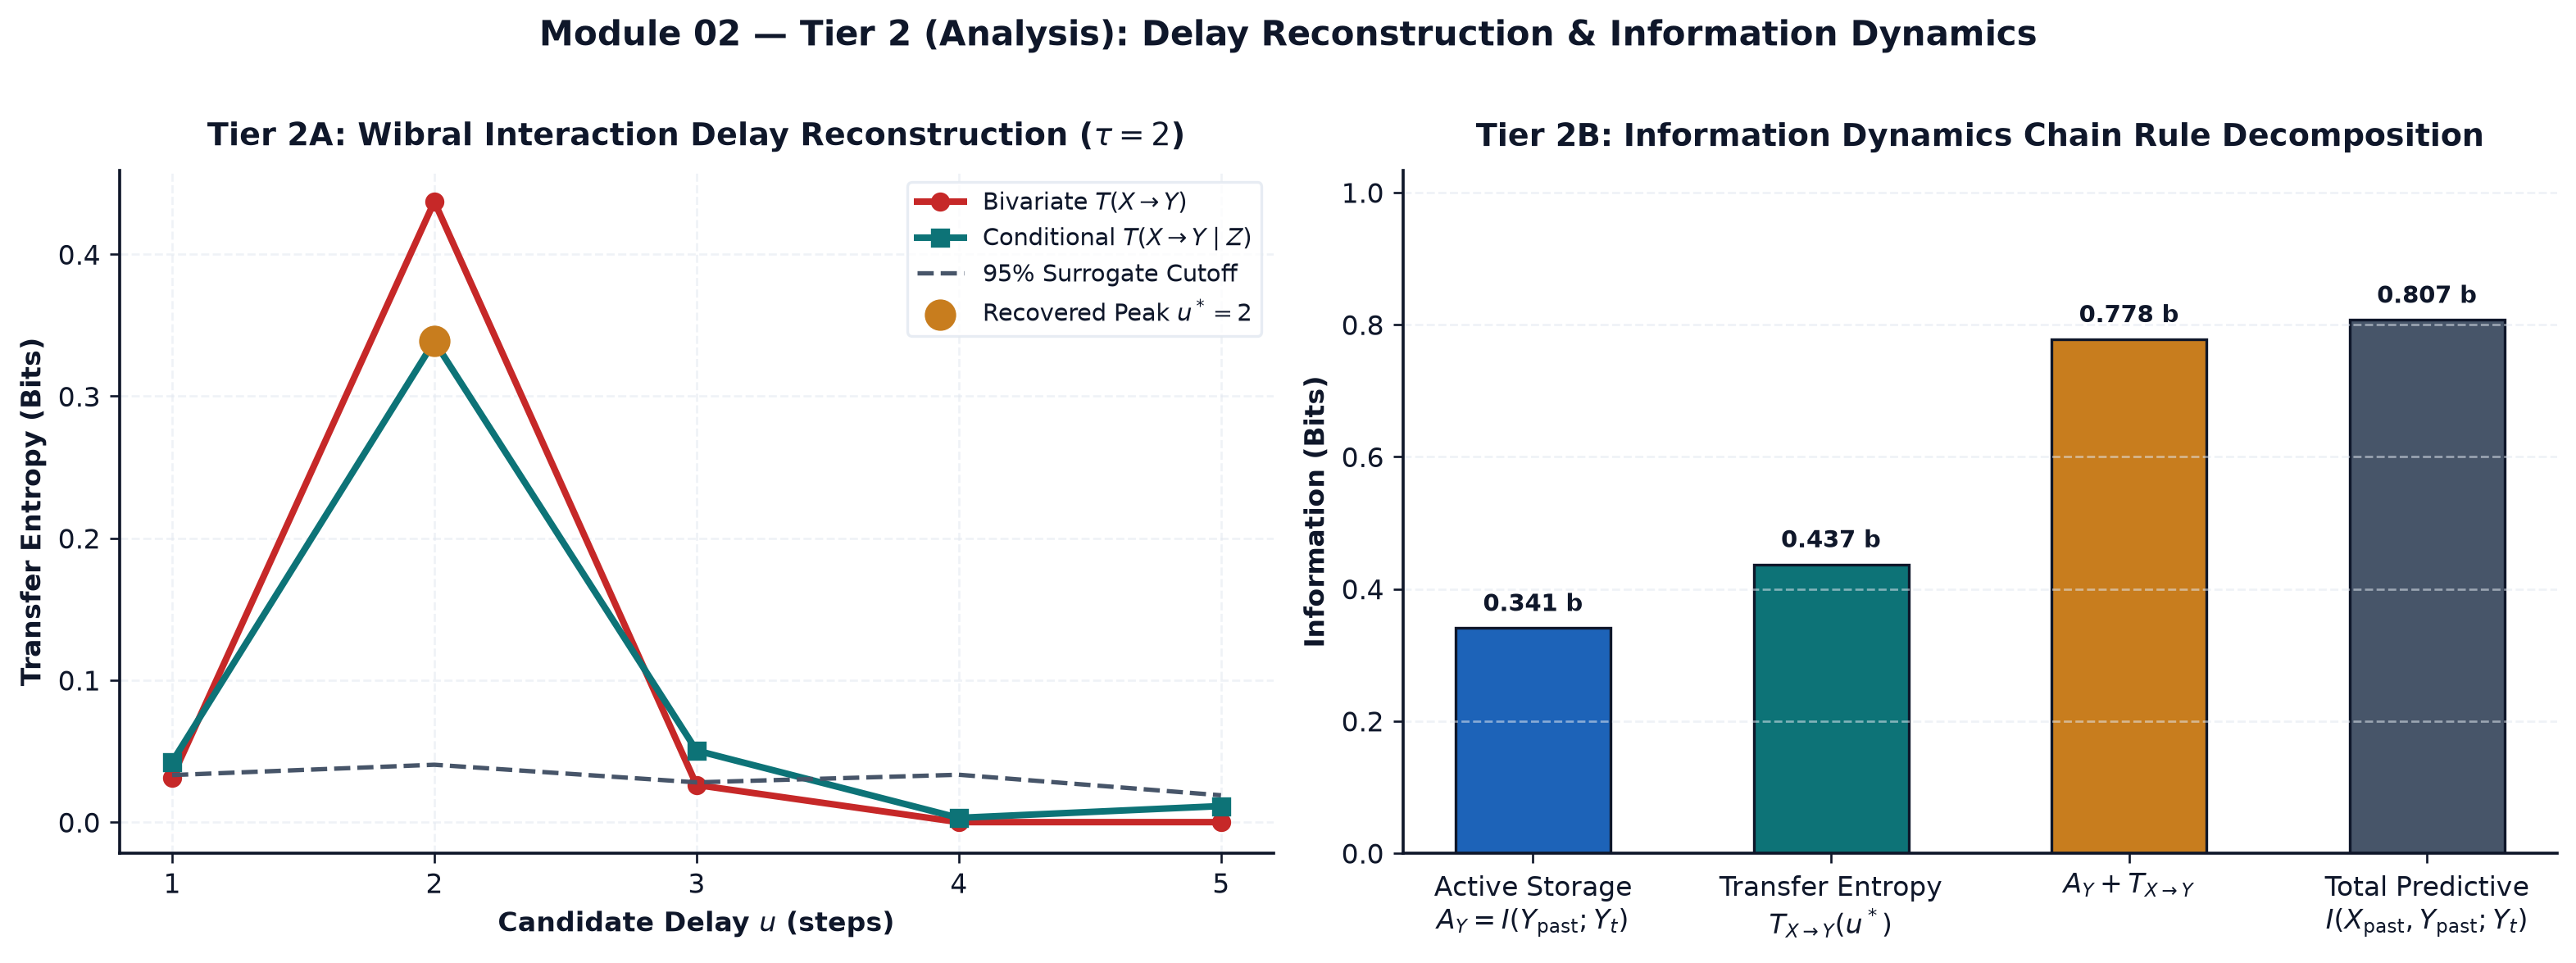 Module 02 — Tier 2 (Analysis): Delay Reconstruction & Information Dynamics
Tier 2A: Wibral Interaction Delay Reconstruction (τ = 2)
Transfer Entropy (Bits)
0.4
0.3
0.2
0.1
0.0
1 2 3 4 5
Candidate Delay u (steps)
Bivariate T(X → Y)
Conditional T(X → Y | Z)
95% Surrogate Cutoff
Recovered Peak u* = 2
Tier 2B: Information Dynamics Chain Rule Decomposition
Information (Bits)
1.0
0.8
0.6
0.4
0.2
0.0
0.341 b
0.437 b
0.778 b
0.807 b
Active Storage
A_Y = I(Y_past; Y_t)
Transfer Entropy
T_X→Y(u*)
A_Y + T_X→Y
Total Predictive
I(X_past, Y_past; Y_t)